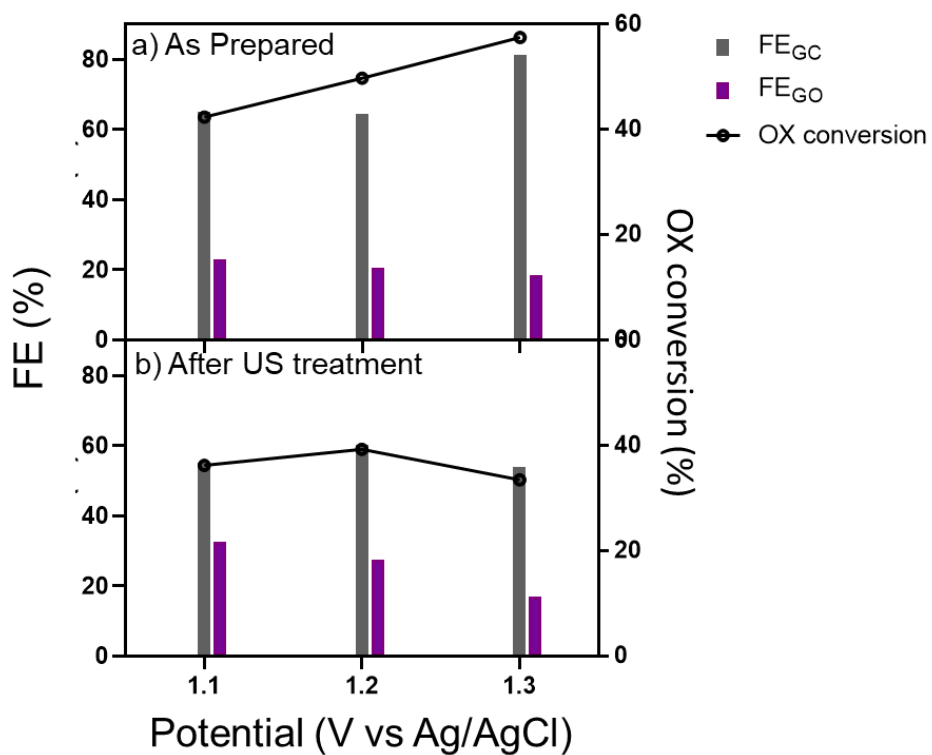 a) As Prepared
b) After US treatment
FE (%)
80
60
40
20
0
80
60
40
20
0
60
40
20
0
60
40
20
0
OX conversion (%)
1.1
1.2
1.3
Potential (V vs Ag/AgCl)
FE_GC
FE_GO
OX conversion